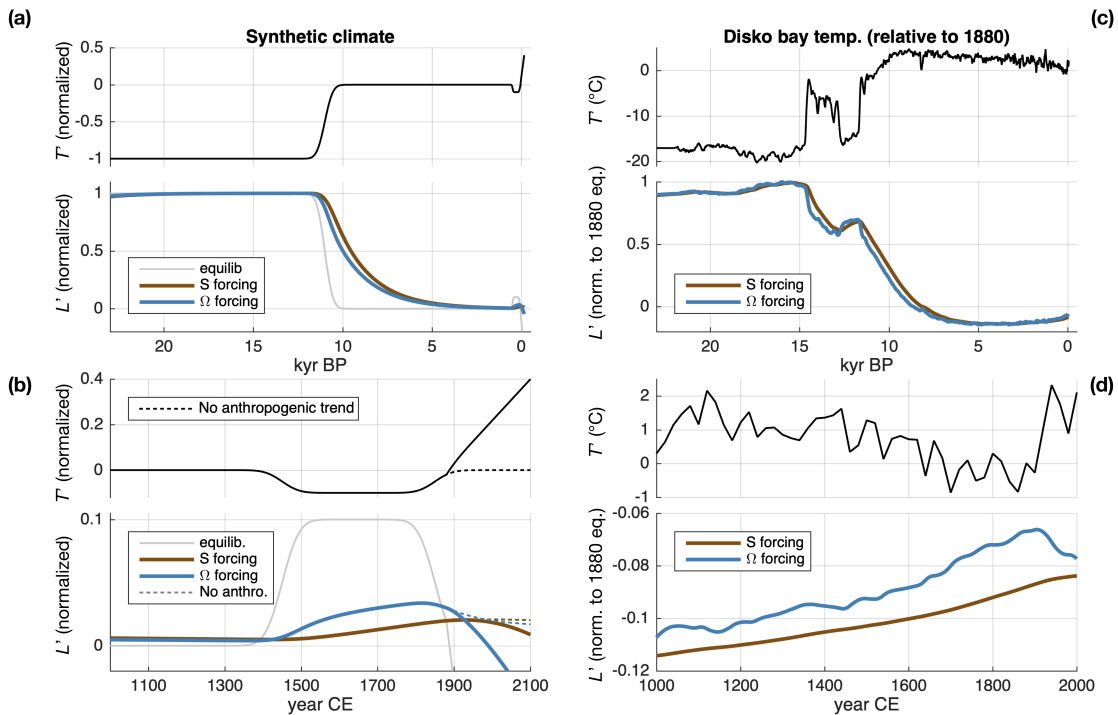 (a)
Synthetic climate
T' (normalized)
0.5
0
-0.5
-1
L' (normalized)
1
0.5
0
equilib
S forcing
Ω forcing
20
15
10
5
0
kyr BP
(c)
Disko bay temp. (relative to 1880)
T' (°C)
0
-10
-20
L' (norm. to 1880 eq.)
1
0.5
0
S forcing
Ω forcing
20
15
10
5
0
kyr BP
(b)
T' (normalized)
0.4
0.2
0
No anthropogenic trend
L' (normalized)
0.1
0
equilib.
S forcing
Ω forcing
No anthro.
1100
1300
1500
1700
1900
2100
year CE
(d)
T' (°C)
2
1
0
-1
L' (norm. to 1880 eq.)
-0.06
-0.08
-0.1
-0.12
S forcing
Ω forcing
1000
1200
1400
1600
1800
2000
year CE